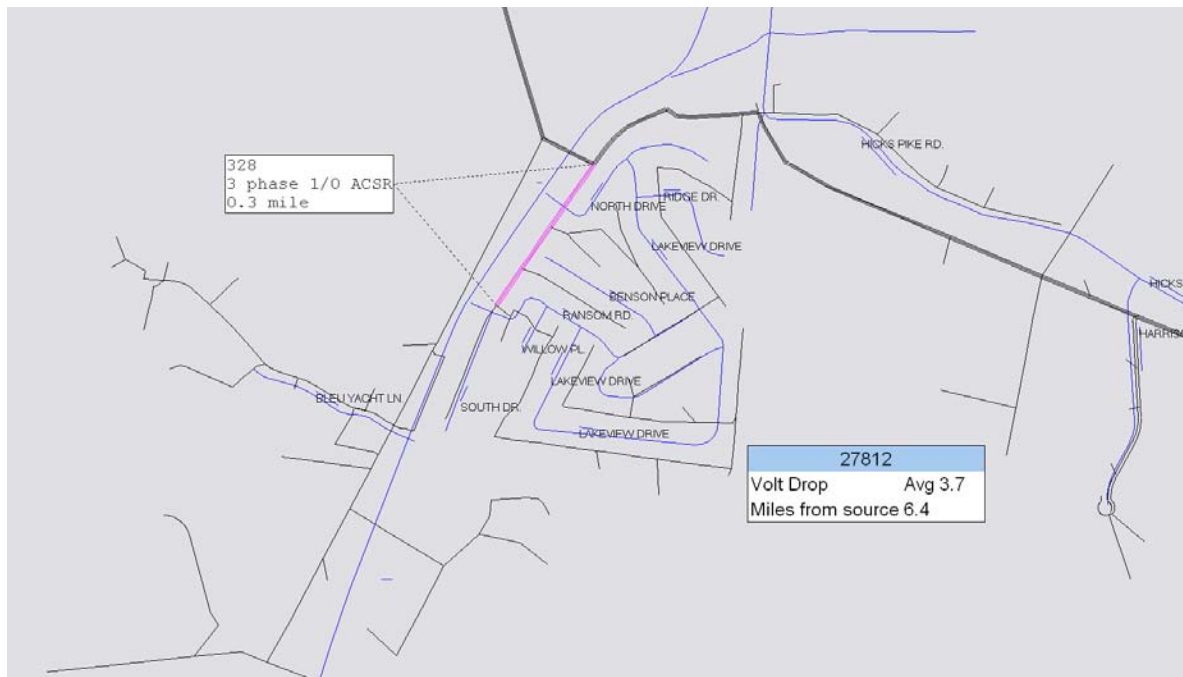 HICKS PIKE RD.
328
3 phase 1/0 ACSR
0.3 mile
RIDGE DR.
NORTH DRIVE
LAKEVIEW DRIVE
HICKS
BENSON PLACE
RANSOM RD.
HARRIS
WILLOW PL.
LAKEVIEW DRIVE
BLEU YACHT LN.
SOUTH DR.
LAKEVIEW DRIVE
27812
Volt Drop Avg 3.7
Miles from source 6.4